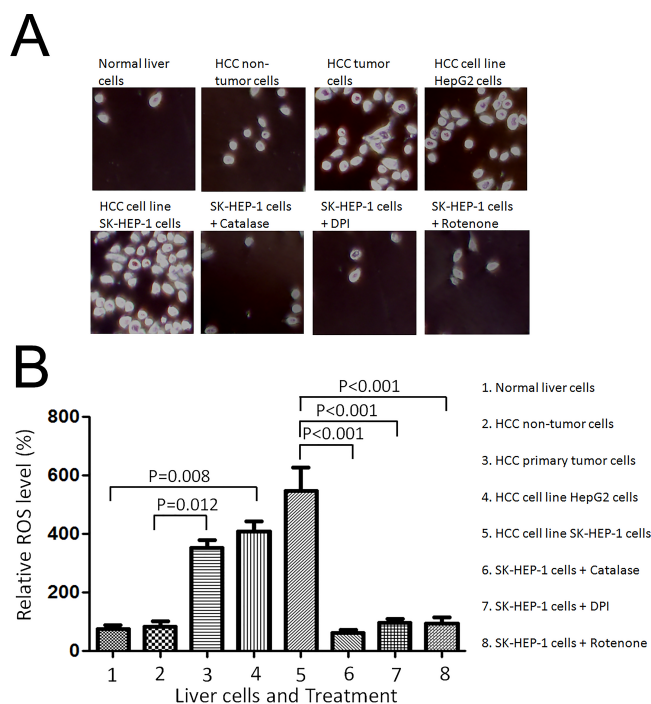 A
Normal liver
cells
HCC non-
tumor cells
HCC tumor
cells
HCC cell line
HepG2 cells
HCC cell line
SK-HEP-1 cells
SK-HEP-1 cells
+ Catalase
SK-HEP-1 cells
+ DPI
SK-HEP-1 cells
+ Rotenone
B
Relative ROS level (%)
800
600
400
200
0
P<0.001
P<0.001
P<0.001
P=0.008
P=0.012
1 2 3 4 5 6 7 8
Liver cells and Treatment
1. Normal liver cells
2. HCC non-tumor cells
3. HCC primary tumor cells
4. HCC cell line HepG2 cells
5. HCC cell line SK-HEP-1 cells
6. SK-HEP-1 cells + Catalase
7. SK-HEP-1 cells + DPI
8. SK-HEP-1 cells + Rotenone